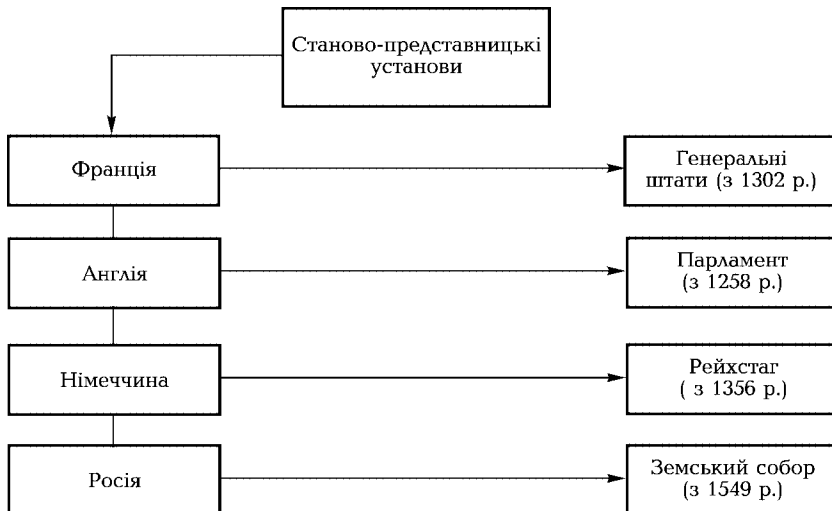 Станово-представницькі
установи
Франція
Генеральні
штати (з 1302 р.)
Англія
Парламент
(з 1258 р.)
Німеччина
Рейхстаг
( з 1356 р.)
Росія
Земський собор
(з 1549 р.)